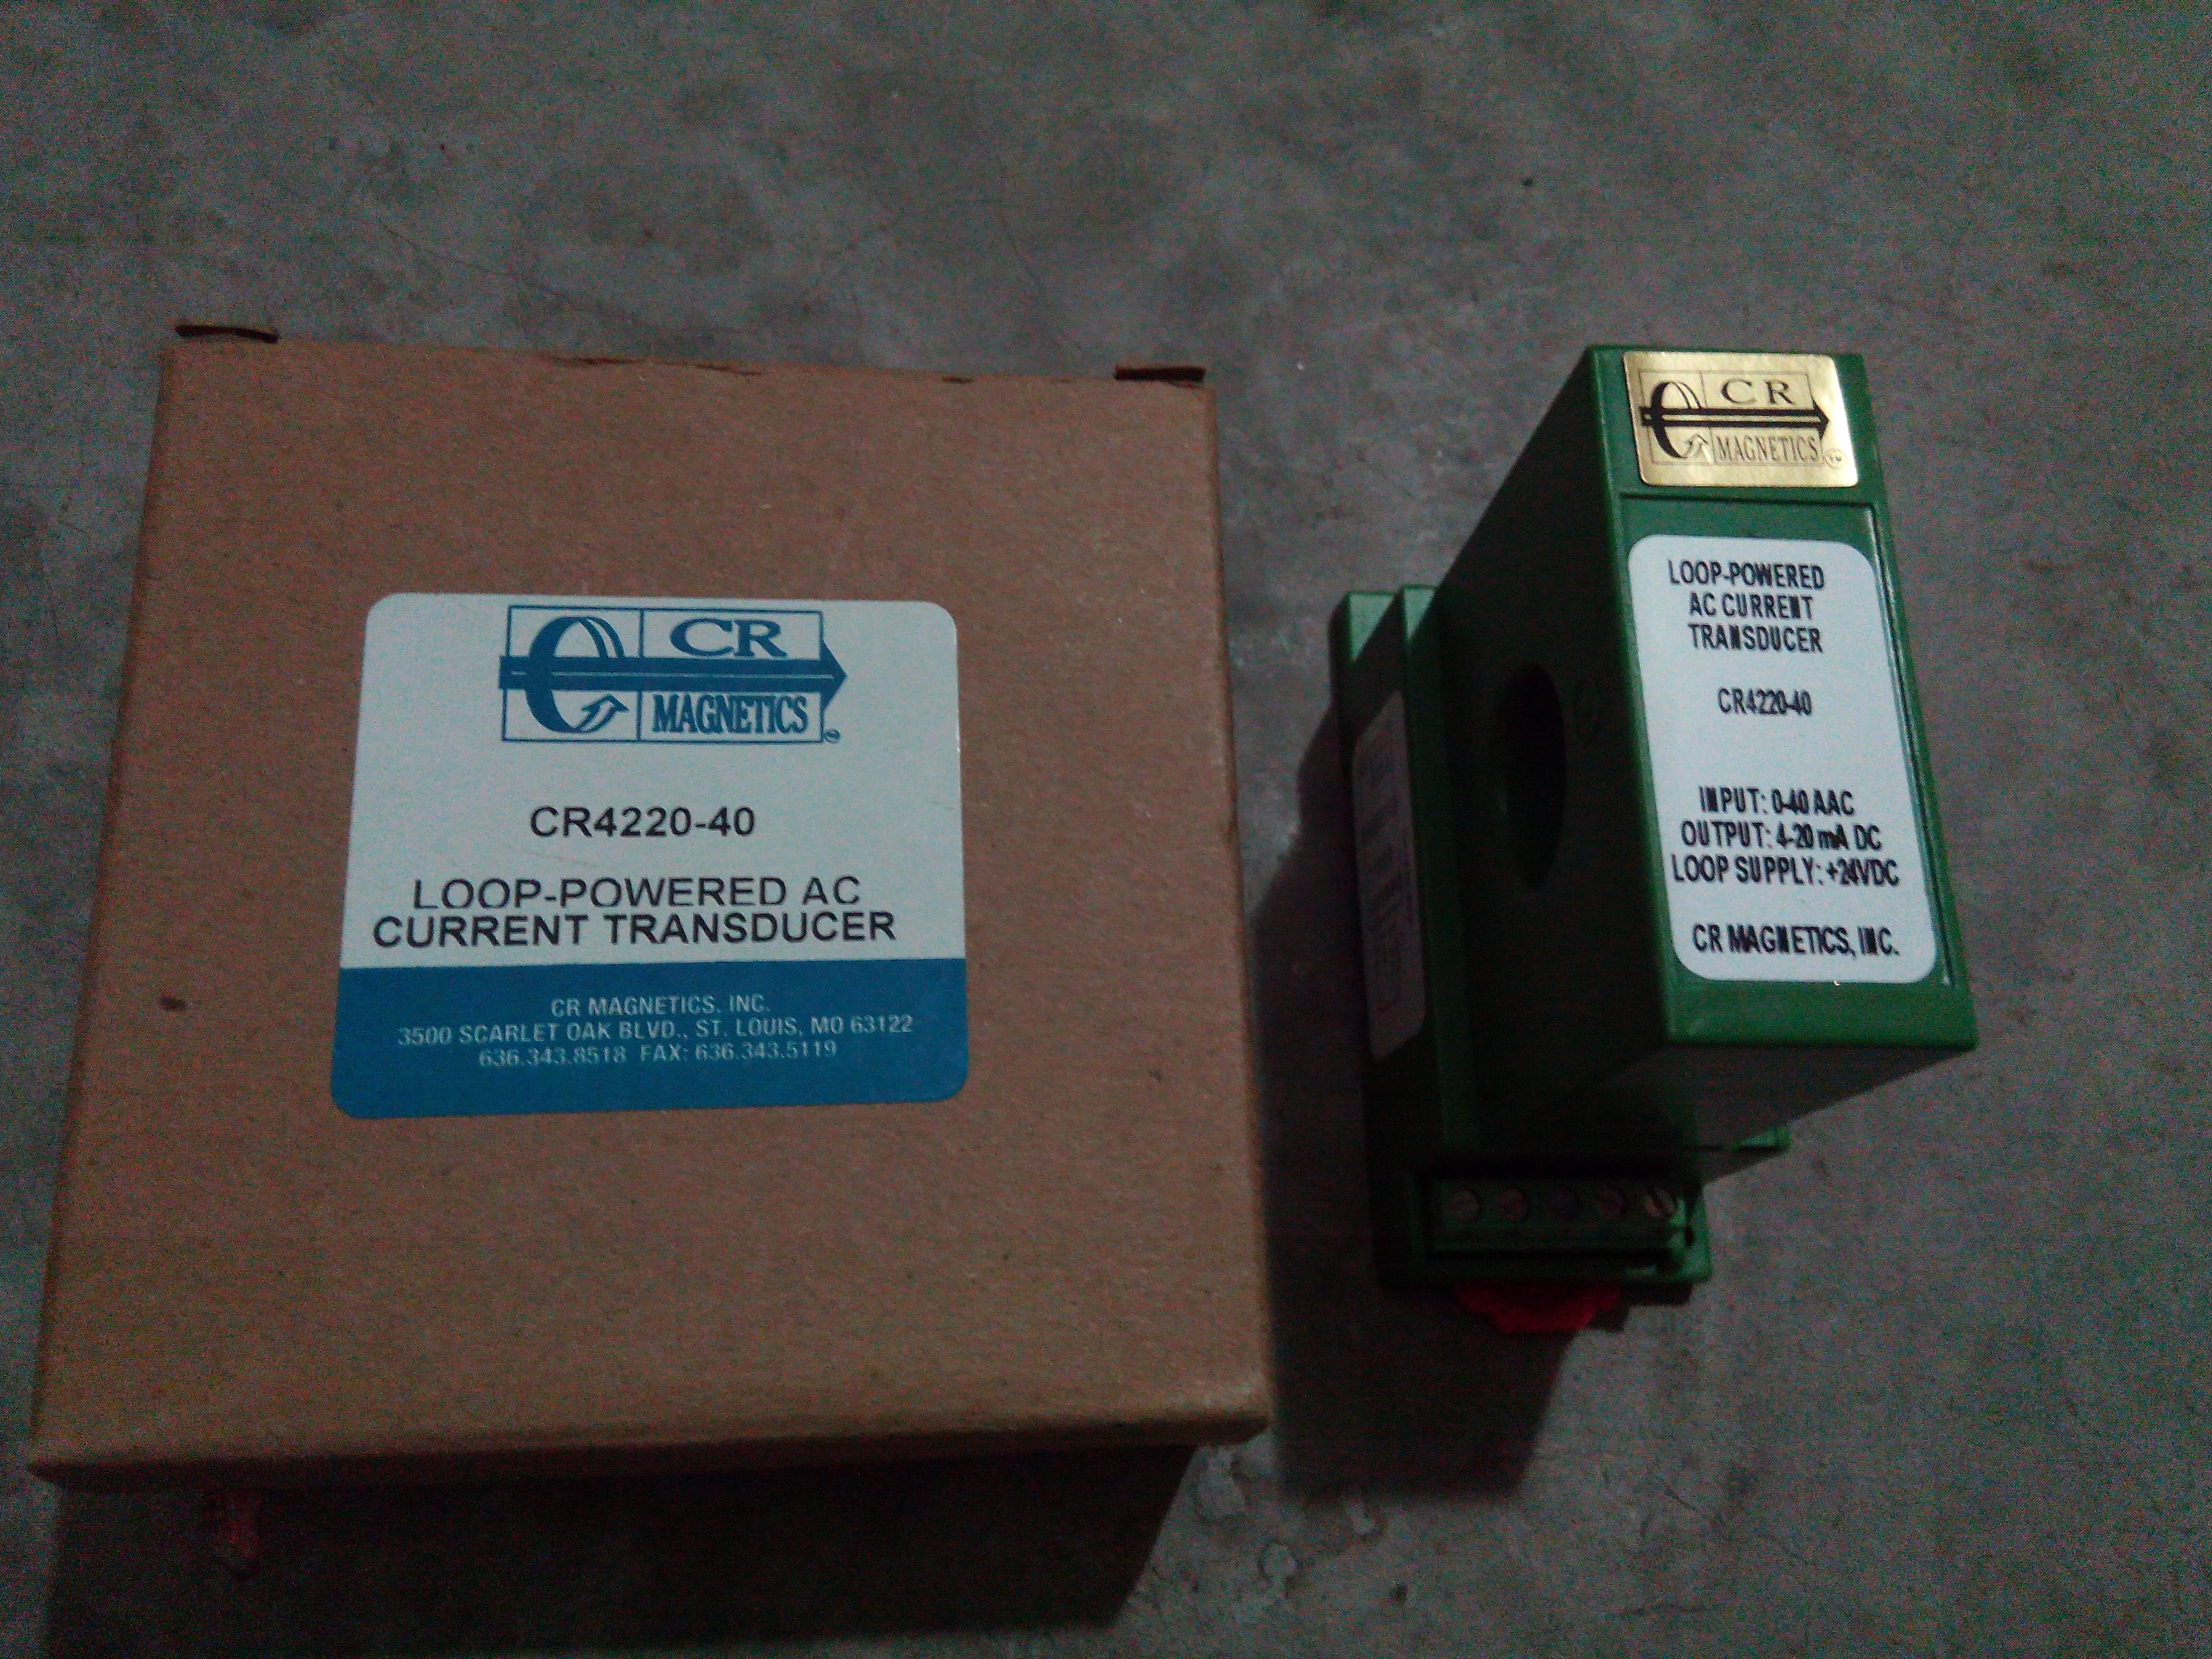 CR
MAGNETICS
CR4220-40
LOOP-POWERED AC
CURRENT TRANSDUCER
CR MAGNETICS, INC.
3500 SCARLET OAK BLVD., ST. LOUIS, MO 63122
636.343.8518 FAX: 636.343.5119
CR
MAGNETICS
TM
LOOP-POWERED
AC CURRENT
TRANSDUCER
CR4220-40
INPUT: 0-40 AAC
OUTPUT: 4-20 mA DC
LOOP SUPPLY: +24VDC
CR MAGNETICS, INC.